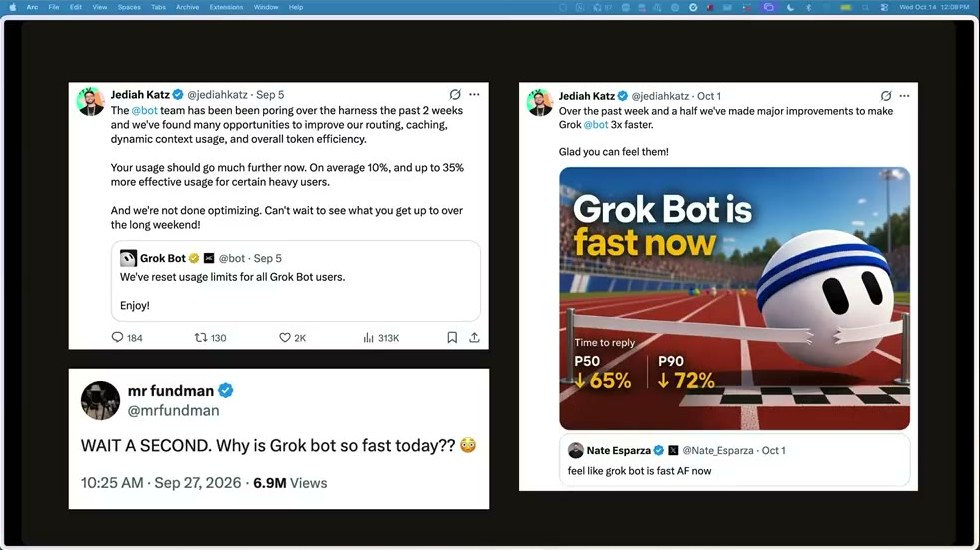 Arc File Edit View Spaces Tabs Archive Extensions Window Help
Wed Oct 14 12:08 PM
Jediah Katz @jediahkatz · Sep 5
The @bot team has been been poring over the harness the past 2 weeks
and we've found many opportunities to improve our routing, caching,
dynamic context usage, and overall token efficiency.
Your usage should go much further now. On average 10%, and up to 35%
more effective usage for certain heavy users.
And we're not done optimizing. Can't wait to see what you get up to over
the long weekend!
Grok Bot @bot · Sep 5
We've reset usage limits for all Grok Bot users.
Enjoy!
184 130 2K 313K
mr fundman
@mrfundman
WAIT A SECOND. Why is Grok bot so fast today?? 😳
10:25 AM · Sep 27, 2026 · 6.9M Views
Jediah Katz @jediahkatz · Oct 1
Over the past week and a half we've made major improvements to make
Grok @bot 3x faster.
Glad you can feel them!
Grok Bot is
fast now
Time to reply
P50 P90
↓65% ↓72%
Nate Esparza @Nate_Esparza · Oct 1
feel like grok bot is fast AF now